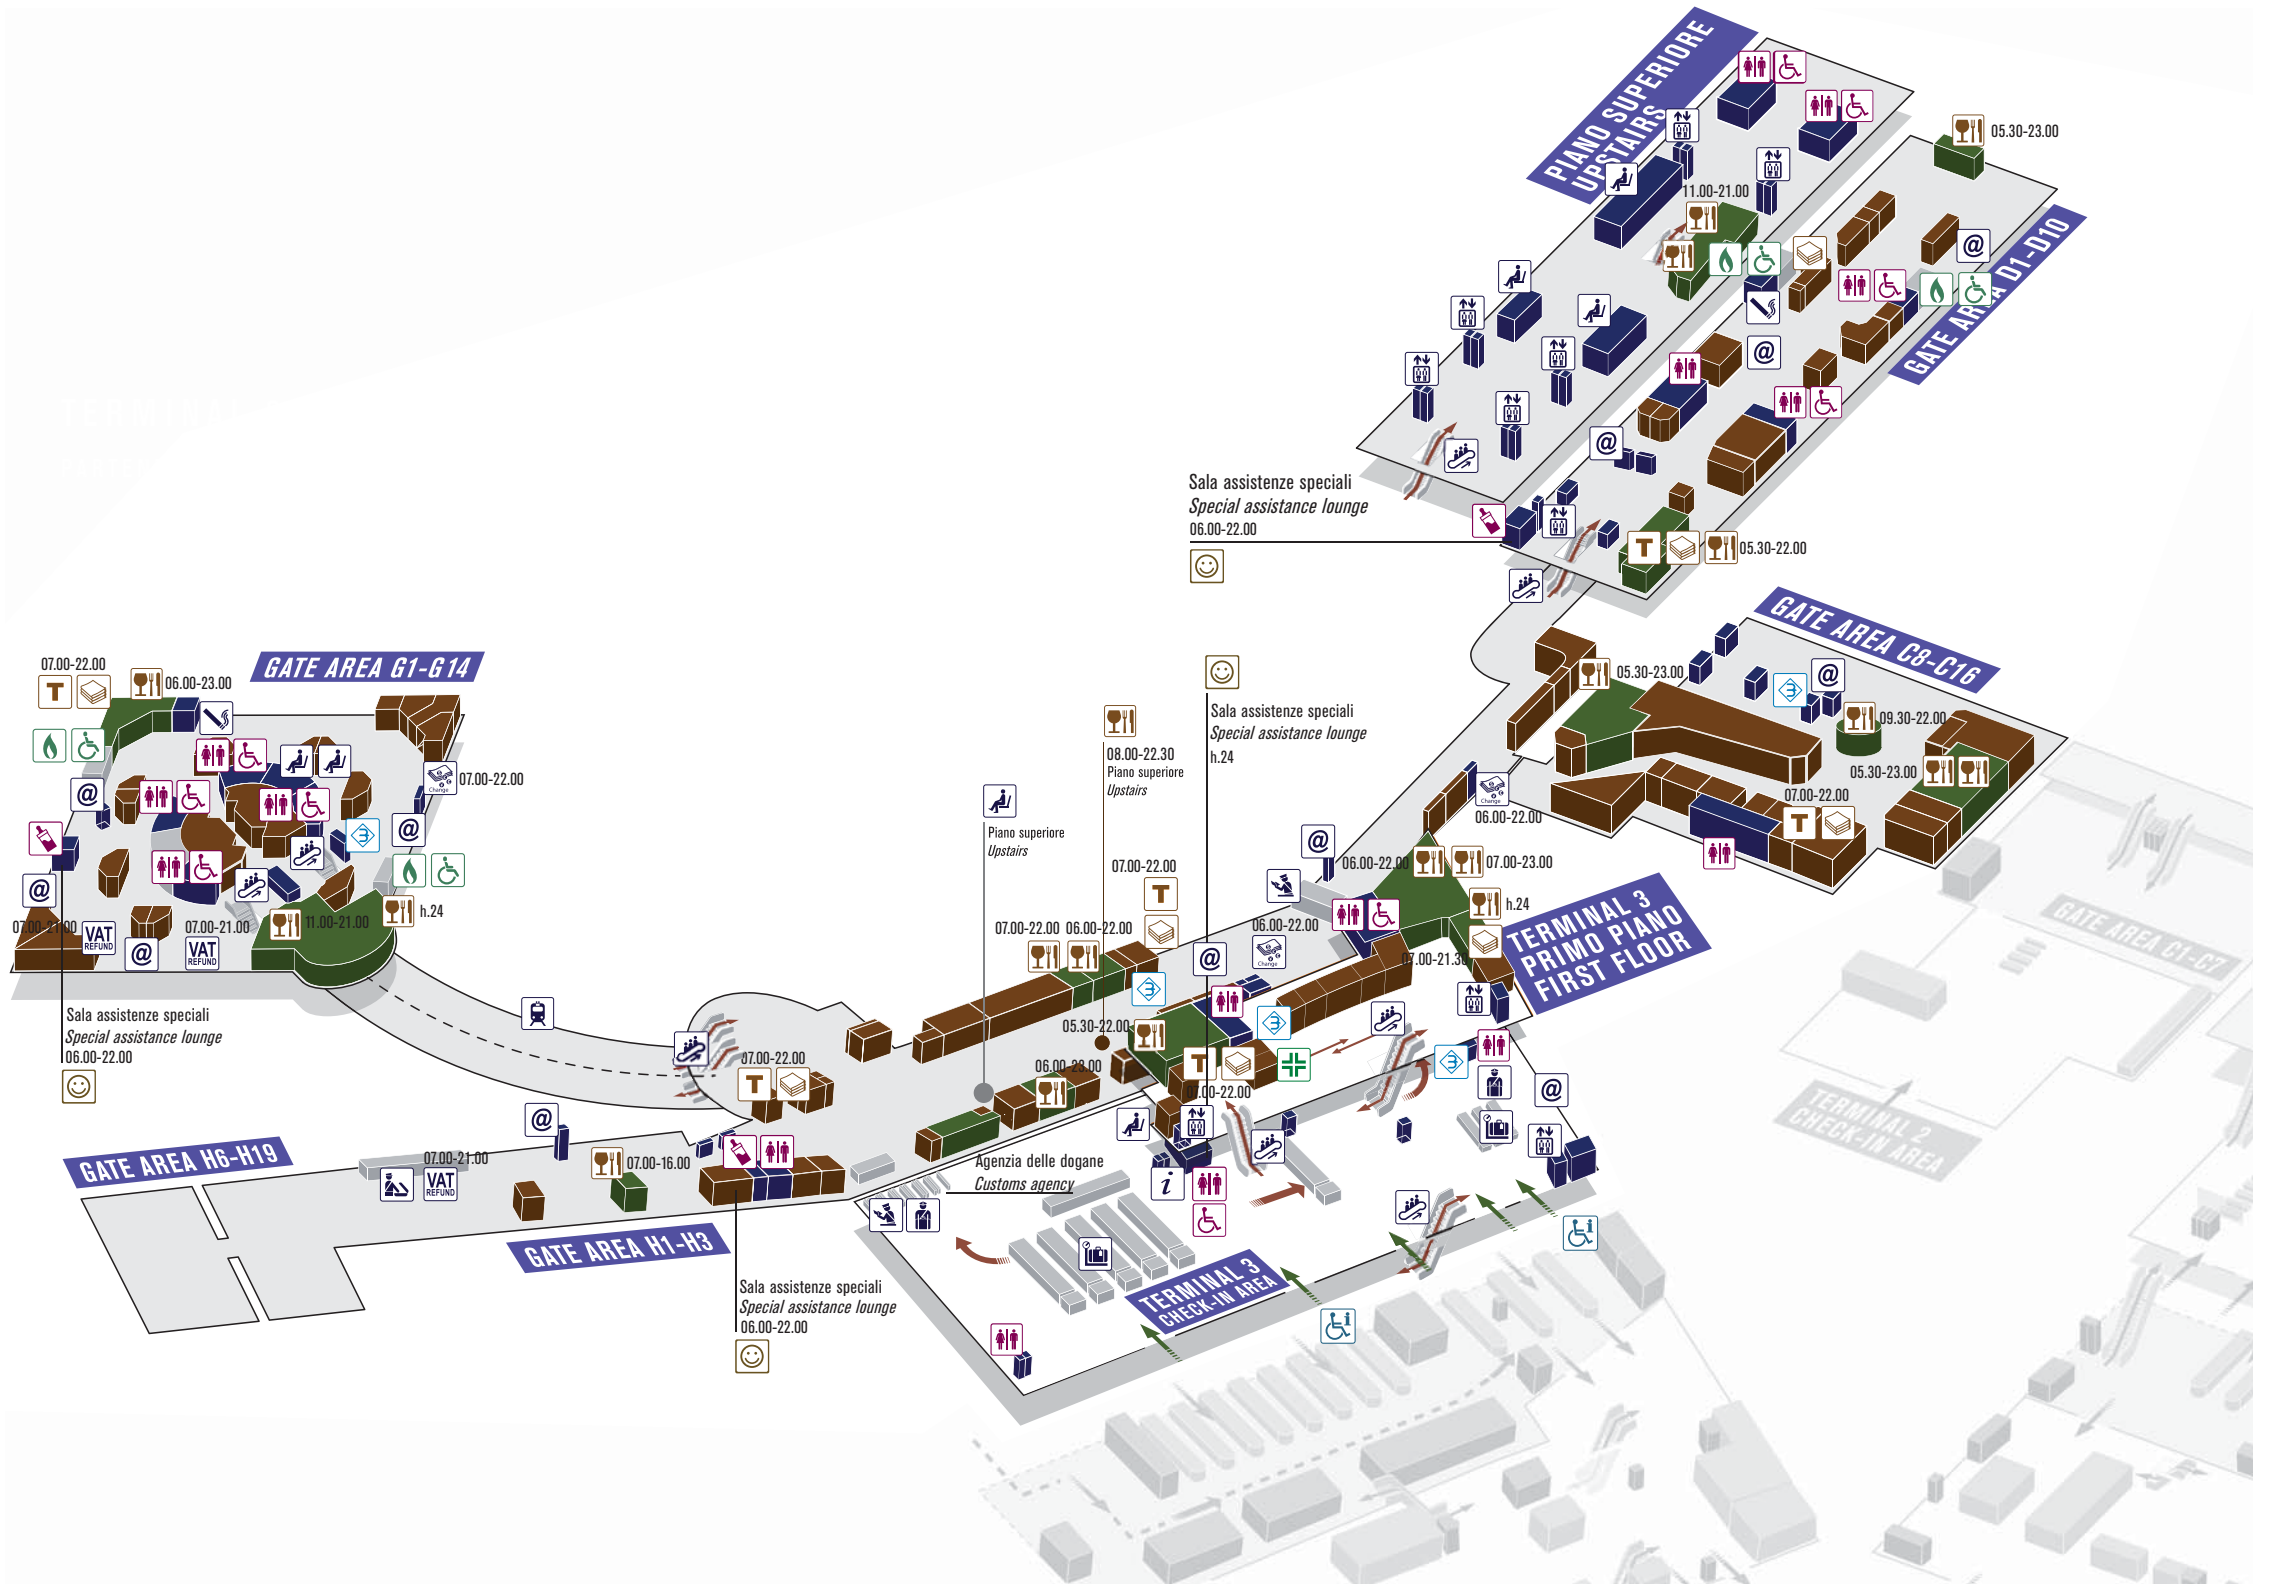 PIANO SUPERIORE
UPSTAIRS
05.30-23.00
11.00-21.00
GATE AREA D1-D10
TERMINAL
Sala assistenze speciali
Special assistance lounge
06.00-22.00
T
05.30-22.00
GATE AREA C8-C16
05.30-23.00
09.30-22.00
05.30-23.00
07.00-22.00
T
Change
06.00-22.00
GATE AREA G1-G14
07.00-22.00
T
06.00-23.00
@
Change
07.00-22.00
@
@
07.00-21.00
VAT
REFUND
@
07.00-21.00
VAT
REFUND
11.00-21.00
h.24
Sala assistenze speciali
Special assistance lounge
06.00-22.00
Sala assistenze speciali
Special assistance lounge
h.24
08.00-22.30
Piano superiore
Upstairs
Piano superiore
Upstairs
07.00-22.00
T
07.00-22.00
06.00-22.00
@
06.00-22.00
Change
@
06.00-22.00
07.00-23.00
h.24
07.00-21.30
TERMINAL 3
PRIMO PIANO
FIRST FLOOR
05.30-22.00
T
07.00-22.00
06.00-23.00
07.00-22.00
T
@
@
@
@
@
@
GATE AREA H6-H19
07.00-21.00
VAT
REFUND
07.00-16.00
GATE AREA H1-H3
Sala assistenze speciali
Special assistance lounge
06.00-22.00
Agenzia delle dogane
Customs agency
i
TERMINAL 3
CHECK-IN AREA
GATE AREA C1-C7
TERMINAL 2
CHECK-IN AREA